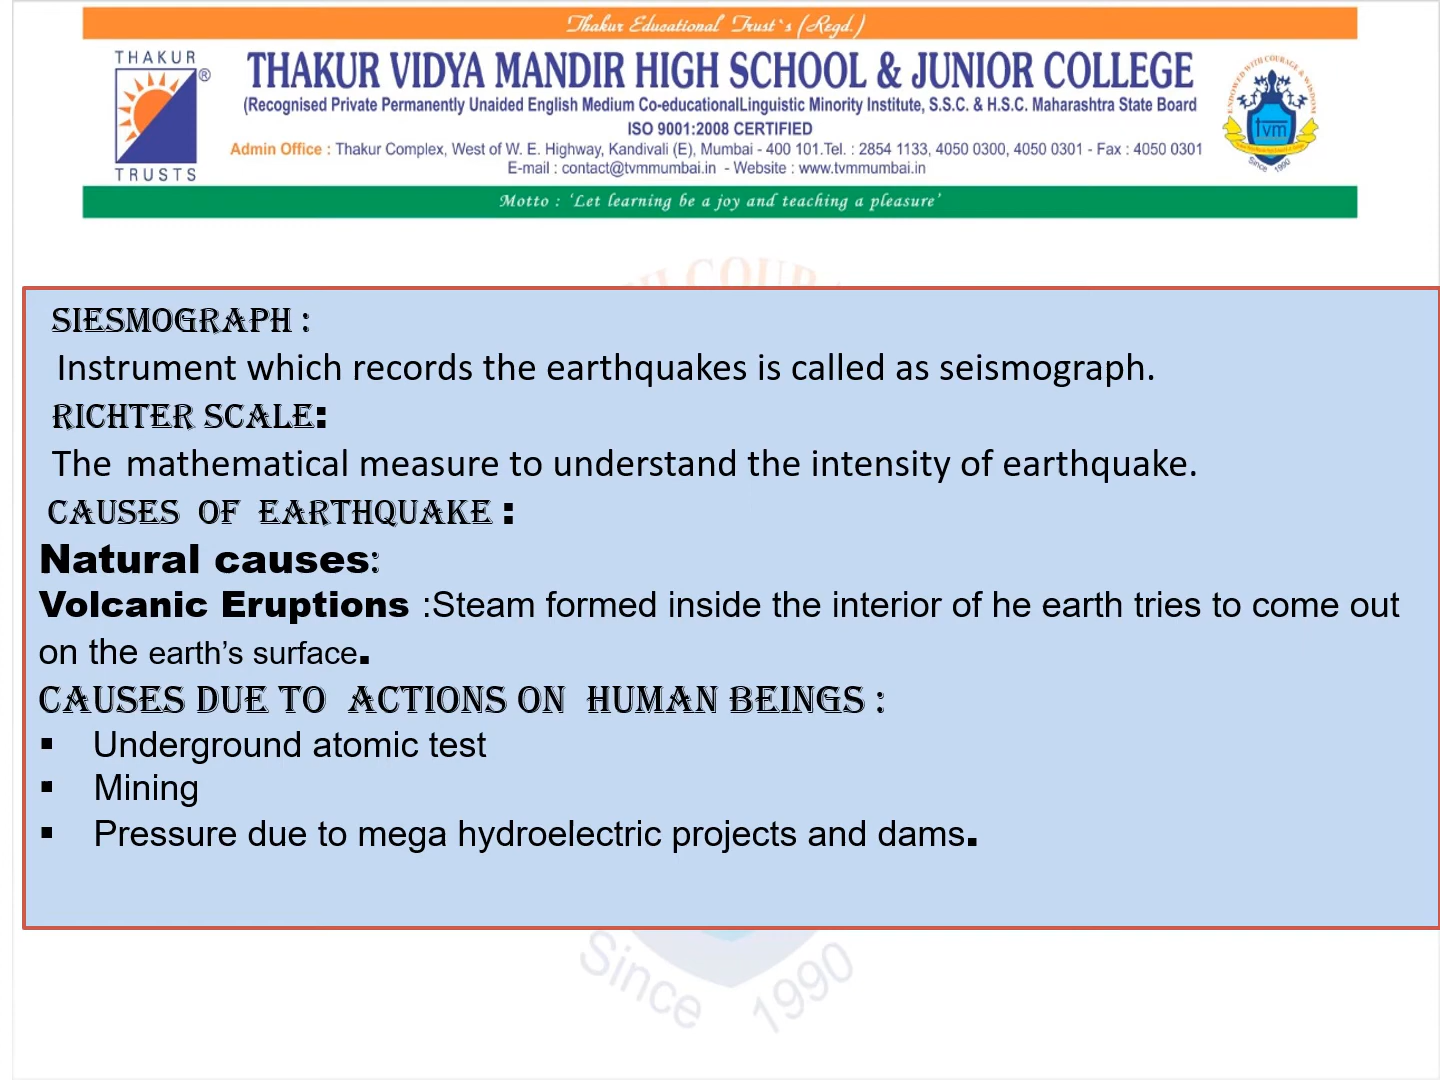 Thakur Educational Trust`s (Regd.)
THAKUR
®
TRUSTS
THAKUR VIDYA MANDIR HIGH SCHOOL & JUNIOR COLLEGE
(Recognised Private Permanently Unaided English Medium Co-educationalLinguistic Minority Institute, S.S.C. & H.S.C. Maharashtra State Board
ISO 9001:2008 CERTIFIED
Admin Office : Thakur Complex, West of W. E. Highway, Kandivali (E), Mumbai - 400 101.Tel. : 2854 1133, 4050 0300, 4050 0301 - Fax : 4050 0301
E-mail : contact@tvmmumbai.in - Website : www.tvmmumbai.in
ENDOWED WITH COURAGE & WISDOM
tvm
Since 1990
Motto : ‘Let learning be a joy and teaching a pleasure’
SIESMOGRAPH :
Instrument which records the earthquakes is called as seismograph.
RICHTER SCALE:
The mathematical measure to understand the intensity of earthquake.
CAUSES OF EARTHQUAKE :
Natural causes:
Volcanic Eruptions :Steam formed inside the interior of he earth tries to come out
on the earth’s surface.
CAUSES DUE TO ACTIONS ON HUMAN BEINGS :
▪ Underground atomic test
▪ Mining
▪ Pressure due to mega hydroelectric projects and dams.
Since 1990